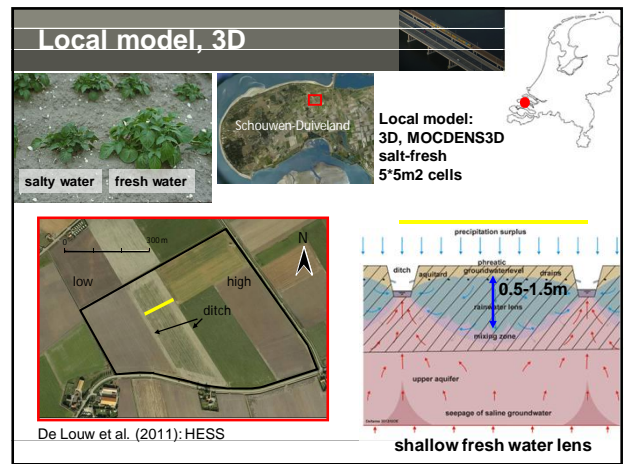 Local model, 3D
salty water
fresh water
Schouwen-Duiveland
Local model:
3D, MOCDENS3D
salt-fresh
5*5m2 cells
0
300 m
N
low
high
ditch
De Louw et al. (2011): HESS
precipitation surplus
ditch
aquitard
phreatic
groundwaterlevel
drains
0.5-1.5m
rainwater lens
mixing zone
upper aquifer
seepage of saline groundwater
shallow fresh water lens